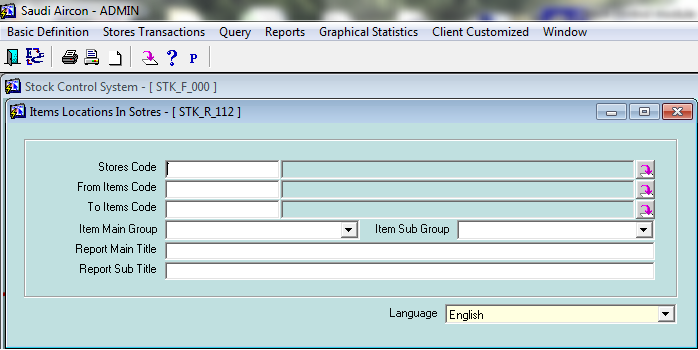 Saudi Aircon - ADMIN
Basic Definition Stores Transactions Query Reports Graphical Statistics Client Customized Window
? P
Stock Control System - [ STK_F_000 ]
Items Locations In Sotres - [ STK_R_112 ]
Stores Code
From Items Code
To Items Code
Item Main Group Item Sub Group
Report Main Title
Report Sub Title
Language English